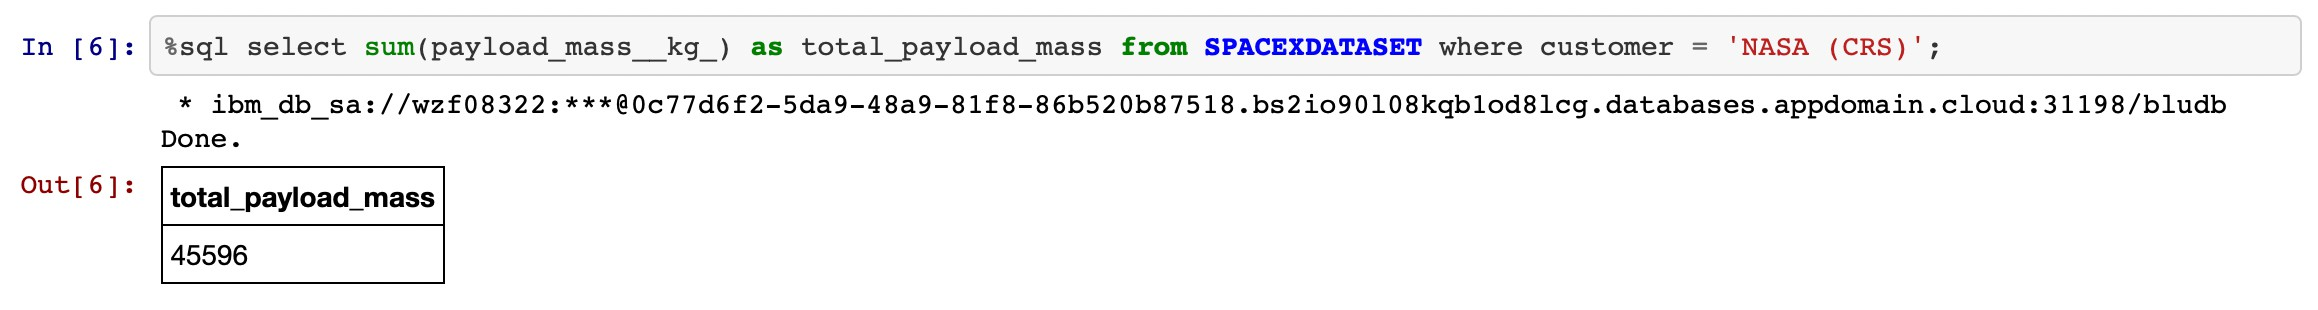 In [6]: %sql select sum(payload_mass__kg_) as total_payload_mass from SPACEXDATASET where customer = 'NASA (CRS)';
* ibm_db_sa://wzf08322:***@0c77d6f2-5da9-48a9-81f8-86b520b87518.bs2io90l08kqb1od8lcg.databases.appdomain.cloud:31198/bludb
Done.
Out[6]:
total_payload_mass
45596